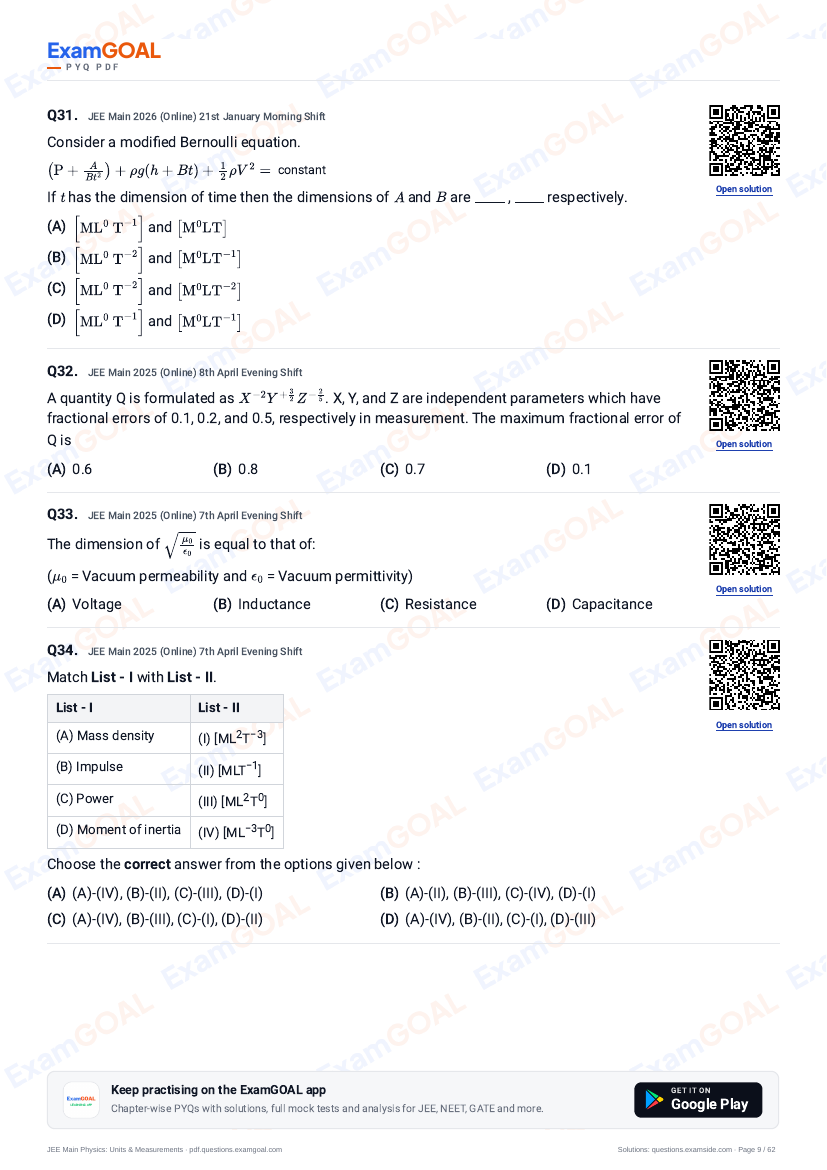 ExamGOAL
PYQ PDF
Q31. JEE Main 2026 (Online) 21st January Morning Shift
Consider a modified Bernoulli equation.
(P + A/Bt²) + ρg(h + Bt) + ½ρV² = constant
If t has the dimension of time then the dimensions of A and B are ____ , ____ respectively.
(A) [ML⁰ T⁻¹] and [M⁰LT]
(B) [ML⁰ T⁻²] and [M⁰LT⁻¹]
(C) [ML⁰ T⁻²] and [M⁰LT⁻²]
(D) [ML⁰ T⁻¹] and [M⁰LT⁻¹]
Open solution
Q32. JEE Main 2025 (Online) 8th April Evening Shift
A quantity Q is formulated as X^{-2}Y^{+3/2}Z^{-2/5}. X, Y, and Z are independent parameters which have
fractional errors of 0.1, 0.2, and 0.5, respectively in measurement. The maximum fractional error of
Q is
(A) 0.6 (B) 0.8 (C) 0.7 (D) 0.1
Open solution
Q33. JEE Main 2025 (Online) 7th April Evening Shift
The dimension of √(μ₀/ϵ₀) is equal to that of:
(μ₀ = Vacuum permeability and ϵ₀ = Vacuum permittivity)
(A) Voltage (B) Inductance (C) Resistance (D) Capacitance
Open solution
Q34. JEE Main 2025 (Online) 7th April Evening Shift
Match List - I with List - II.
List - I List - II
(A) Mass density (I) [ML²T⁻³]
(B) Impulse (II) [MLT⁻¹]
(C) Power (III) [ML²T⁰]
(D) Moment of inertia (IV) [ML⁻³T⁰]
Choose the correct answer from the options given below :
(A) (A)-(IV), (B)-(II), (C)-(III), (D)-(I) (B) (A)-(II), (B)-(III), (C)-(IV), (D)-(I)
(C) (A)-(IV), (B)-(III), (C)-(I), (D)-(II) (D) (A)-(IV), (B)-(II), (C)-(I), (D)-(III)
Open solution
ExamGOAL
Keep practising on the ExamGOAL app
Chapter-wise PYQs with solutions, full mock tests and analysis for JEE, NEET, GATE and more.
GET IT ON
Google Play
JEE Main Physics: Units & Measurements · pdf.questions.examgoal.com
Solutions: questions.examside.com · Page 9 / 62